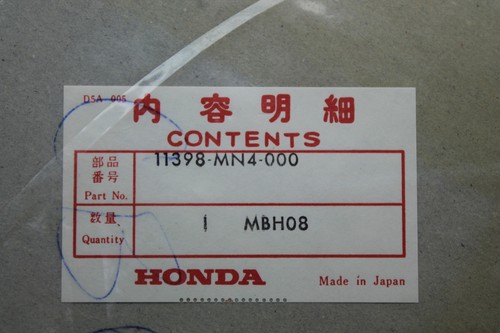 D5A 005
内容明細
CONTENTS
部品
番号
Part No.
11398-MN4-000
数量
Quantity
1 MBH08
HONDA
Made in Japan